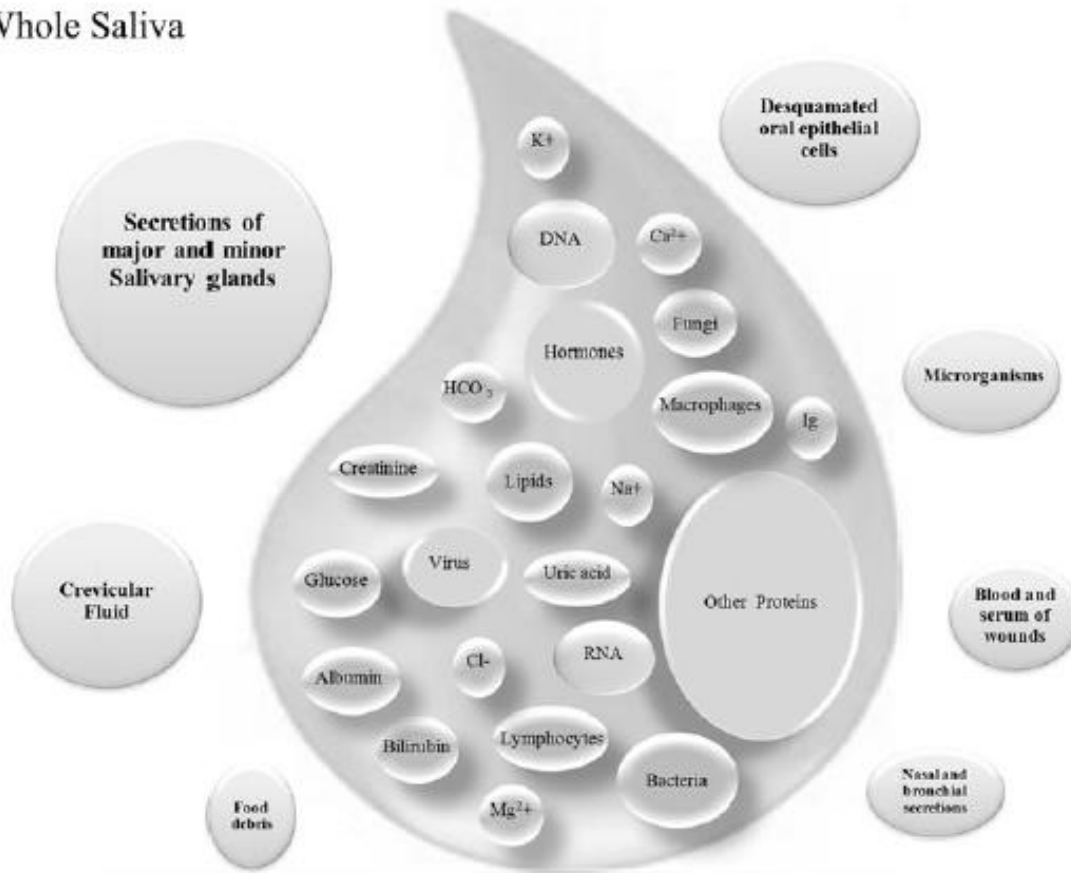 Whole Saliva
Desquamated
oral epithelial
cells
K+
Secretions of
major and minor
Salivary glands
DNA
Ca²+
Fungi
Hormones
Microrganisms
HCO₃
Macrophages
Ig
Creatinine
Lipids
Na+
Virus
Glucose
Uric acid
Crevicular
Fluid
Other Proteins
Blood and
serum of
wounds
RNA
Cl-
Albumin
Bilirubin
Lymphocytes
Bacteria
Nasal and
bronchial
secretions
Food
debris
Mg²+